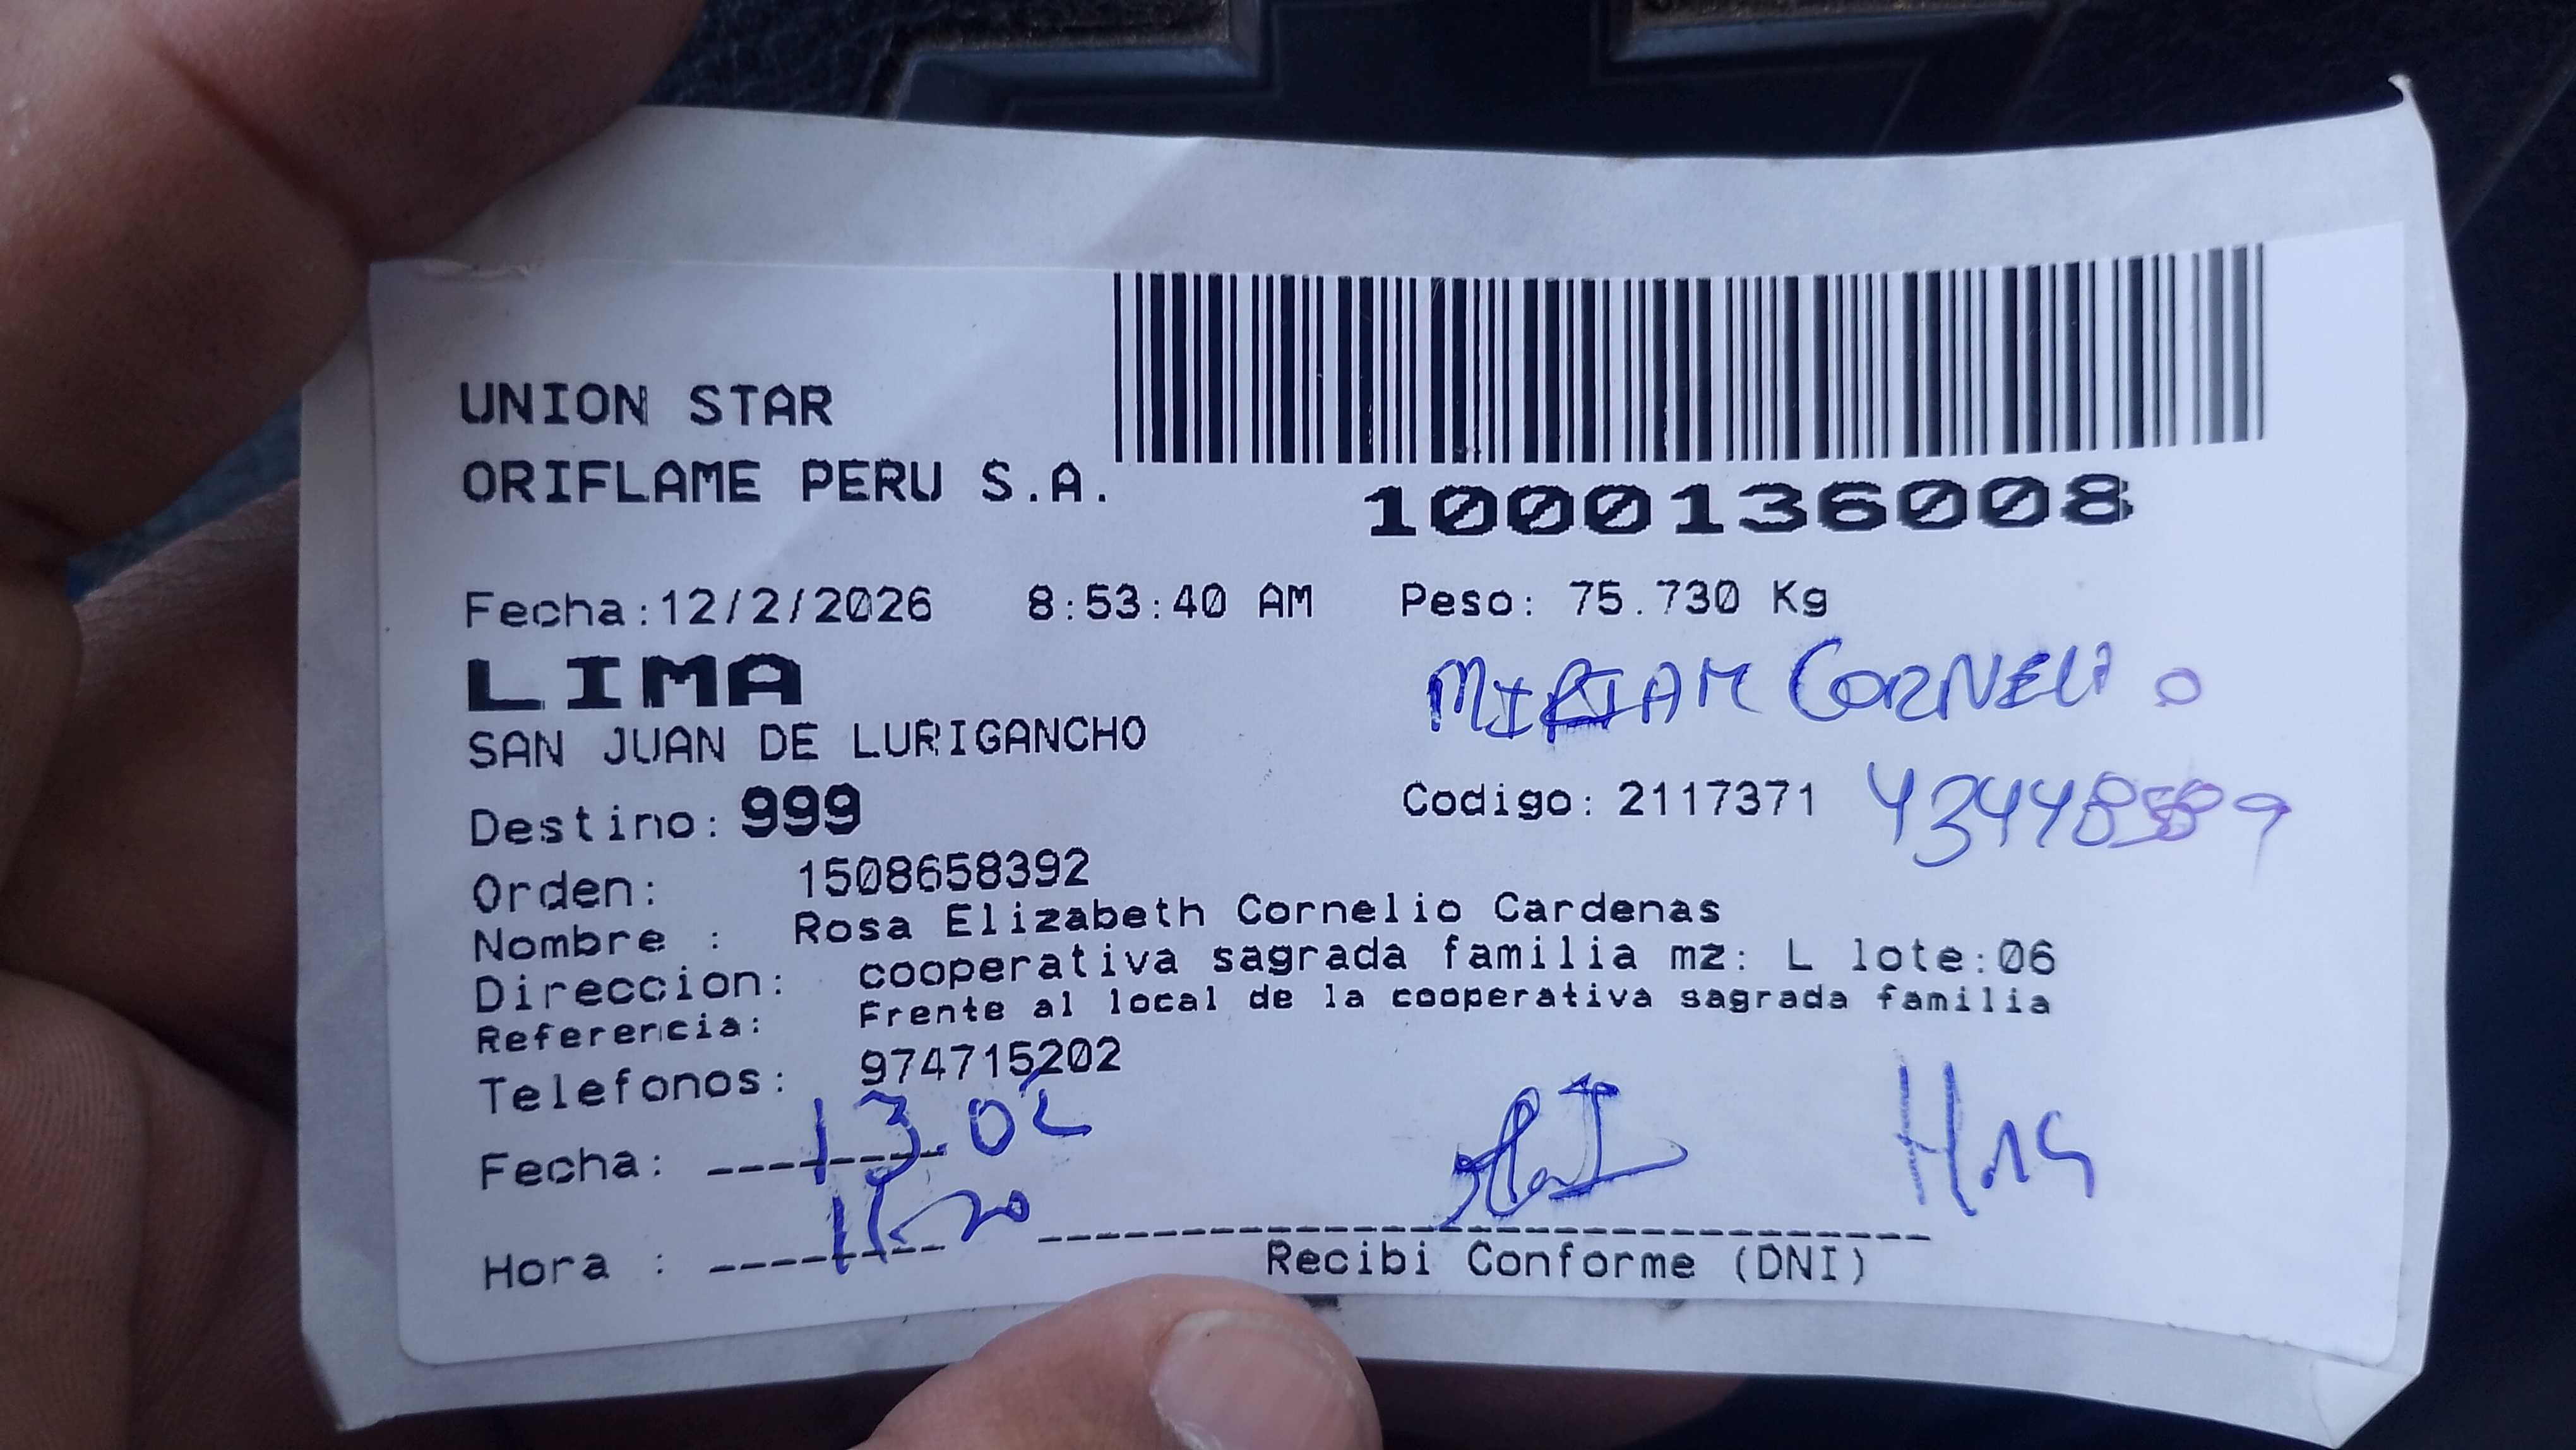 UNION STAR
ORIFLAME PERU S.A.
1000136008
Fecha:12/2/2026 8:53:40 AM Peso: 75.730 Kg
LIMA
MIRIAM CORNELIO
SAN JUAN DE LURIGANCHO
Destino: 999
Codigo: 2117371
Orden: 1508658392
Nombre : Rosa Elizabeth Cornelio Cardenas
Direccion: cooperativa sagrada familia mz: L lote:06
Referencia: Frente al local de la cooperativa sagrada familia
Telefonos: 974715202
Fecha: 13.02
Hora :
Recibi Conforme (DNI)